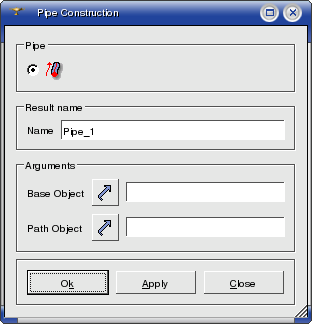 Pipe Construction
Pipe
Result name
Name Pipe_1
Arguments
Base Object
Path Object
Ok Apply Close